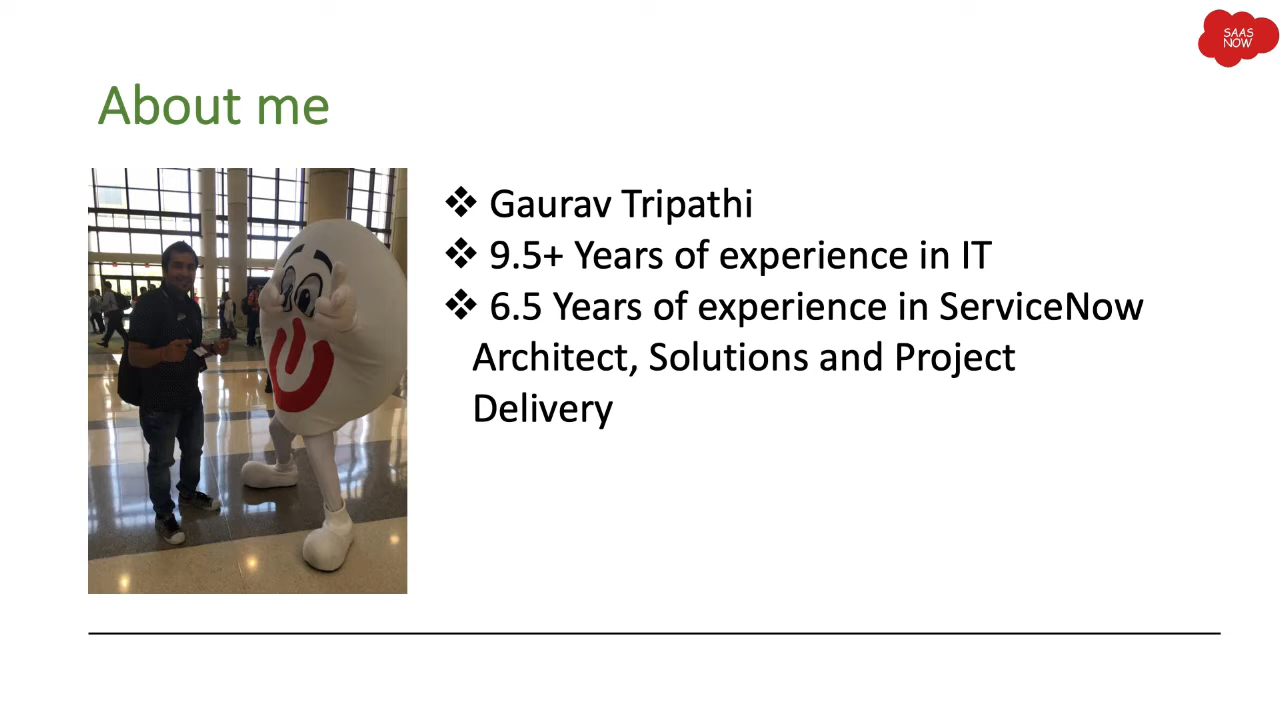 SAAS
NOW
About me
❖ Gaurav Tripathi
❖ 9.5+ Years of experience in IT
❖ 6.5 Years of experience in ServiceNow
Architect, Solutions and Project
Delivery